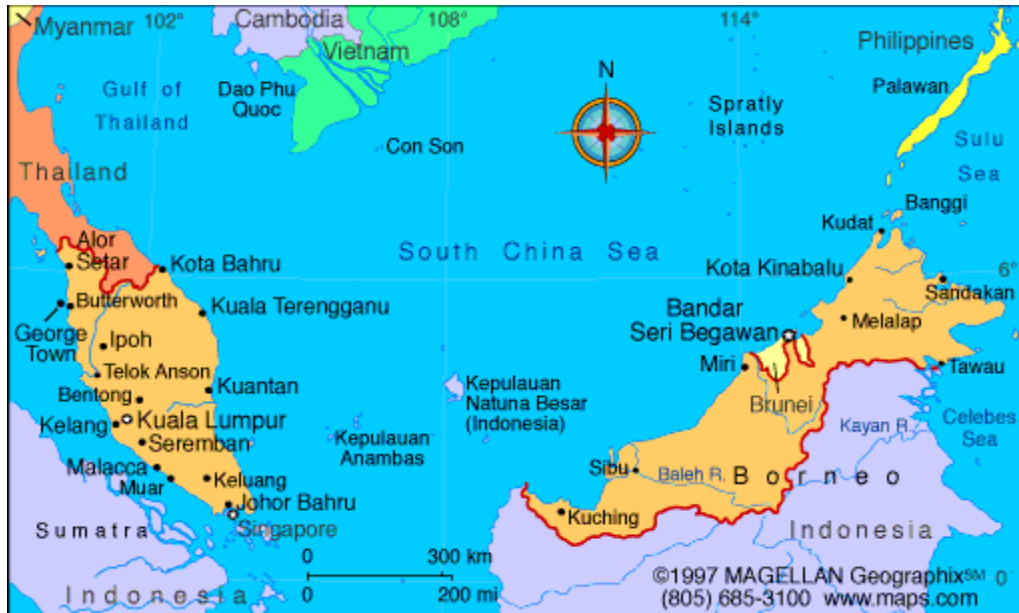 102°
108°
114°
Myanmar
Cambodia
Vietnam
Philippines
Gulf of
Thailand
Dao Phu
Quoc
N
Palawan
Spratly
Islands
Con Son
Sulu
Sea
Thailand
Banggi
Kudat
Alor
Setar
Kota Bahru
South China Sea
Kota Kinabalu
6°
Sandakan
Butterworth
Kuala Terengganu
Bandar
Seri Begawan
Melalap
George
Town
Ipoh
Telok Anson
Miri
Tawau
Bentong
Kuantan
Kepulauan
Natuna Besar
(Indonesia)
Brunei
Kelang
Kuala Lumpur
Kayan R.
Celebes
Sea
Seremban
Kepulauan
Anambas
Malacca
Muar
Keluang
Sibu
Baleh R.
Borneo
Johor Bahru
Singapore
Kuching
Sumatra
Indonesia
0 300 km
0 200 mi
Indonesia
0°
©1997 MAGELLAN Geographix℠
(805) 685-3100 www.maps.com